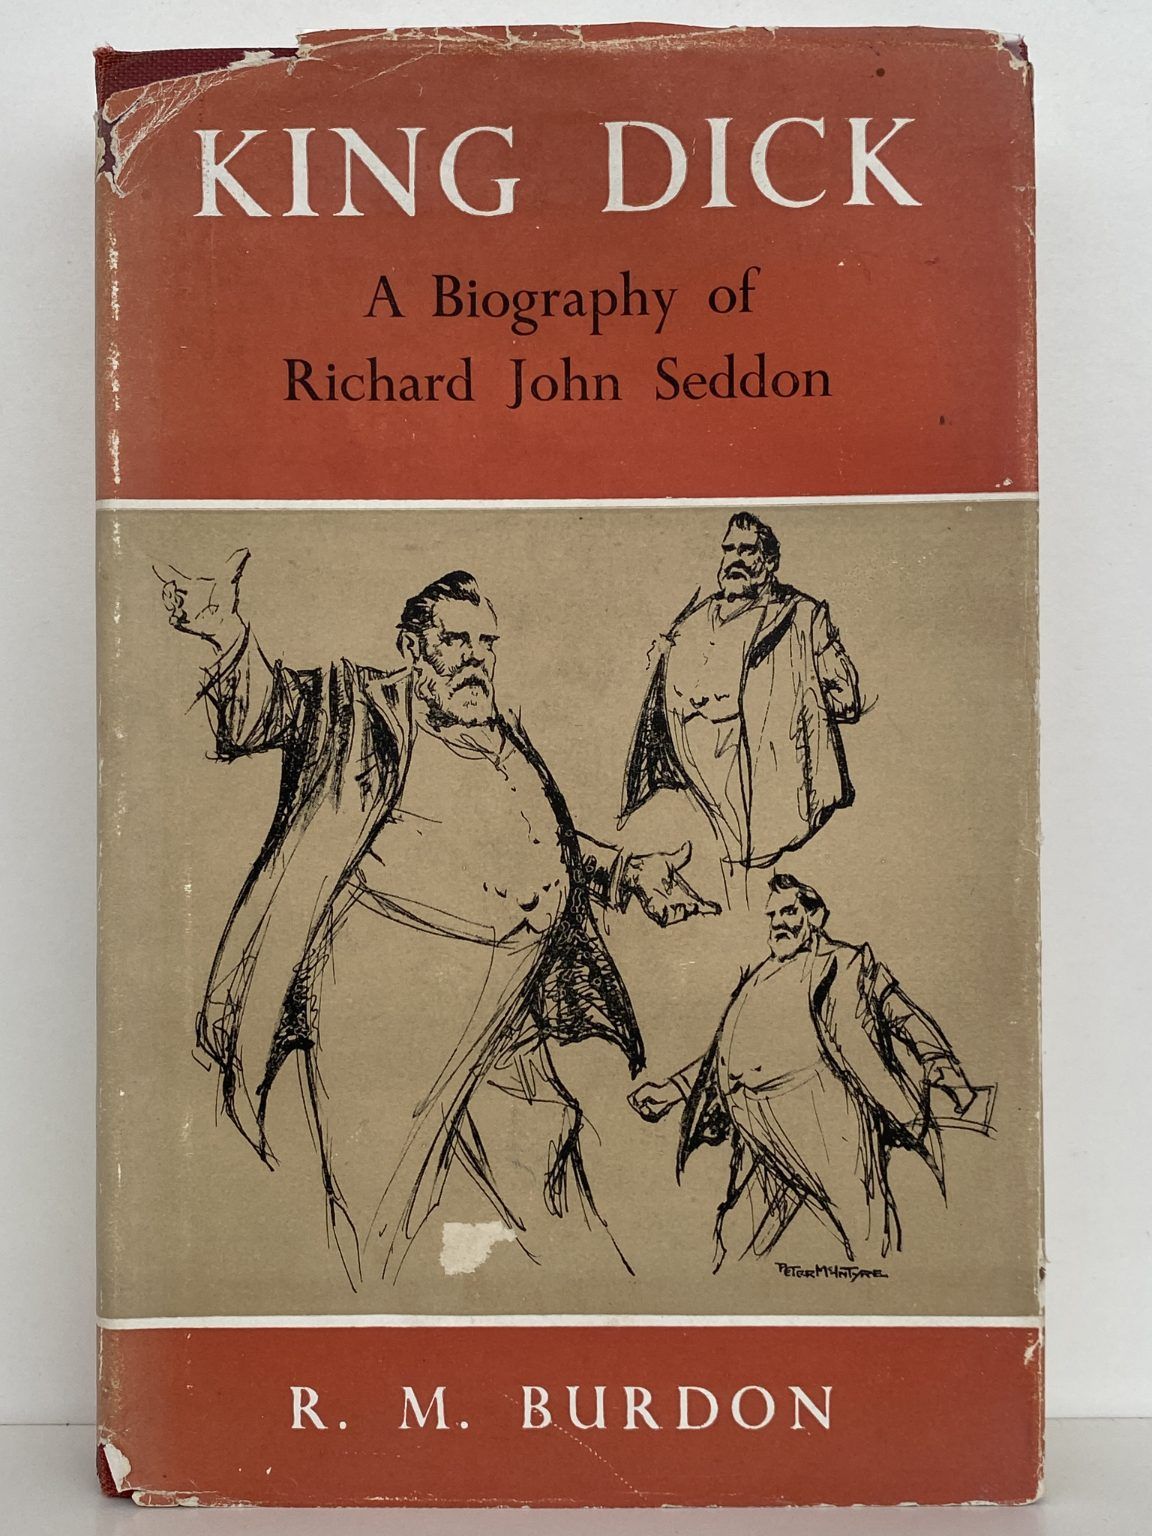 KING DICK
A Biography of
Richard John Seddon
PETER McINTYRE
R. M. BURDON